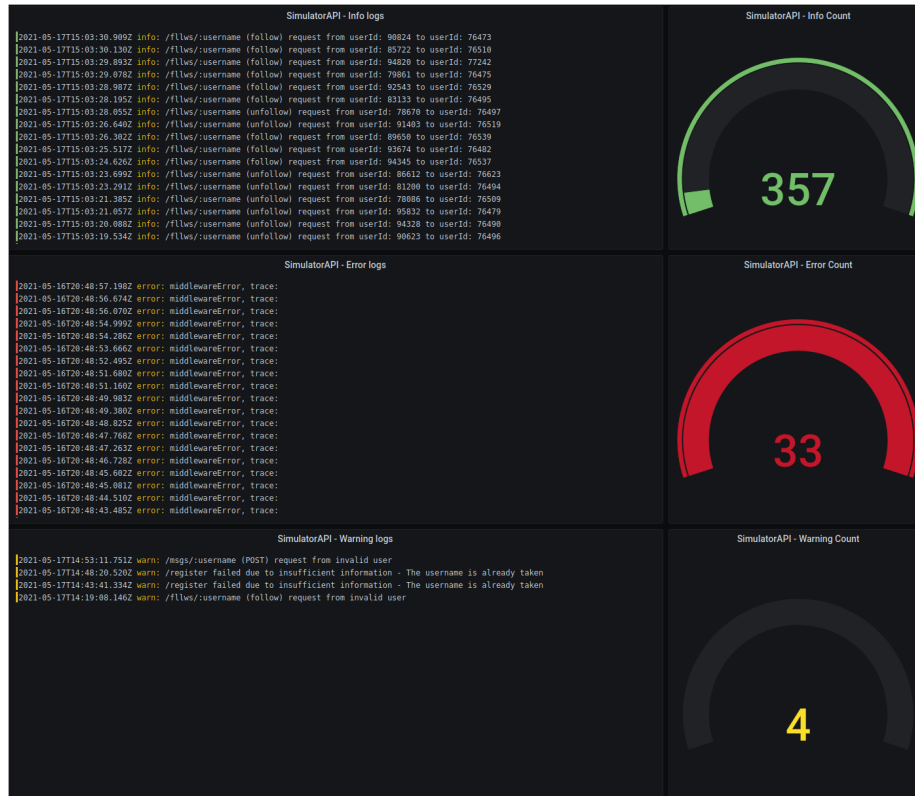 SimulatorAPI - Info logs
2021-05-17T15:03:30.909Z info: /fllws/:username (follow) request from userId: 90824 to userId: 76473
2021-05-17T15:03:30.130Z info: /fllws/:username (follow) request from userId: 85722 to userId: 76510
2021-05-17T15:03:29.893Z info: /fllws/:username (follow) request from userId: 94820 to userId: 77242
2021-05-17T15:03:29.078Z info: /fllws/:username (follow) request from userId: 79861 to userId: 76475
2021-05-17T15:03:28.987Z info: /fllws/:username (follow) request from userId: 92543 to userId: 76529
2021-05-17T15:03:28.195Z info: /fllws/:username (follow) request from userId: 83133 to userId: 76495
2021-05-17T15:03:28.055Z info: /fllws/:username (unfollow) request from userId: 78670 to userId: 76497
2021-05-17T15:03:26.640Z info: /fllws/:username (unfollow) request from userId: 91403 to userId: 76519
2021-05-17T15:03:26.302Z info: /fllws/:username (follow) request from userId: 89650 to userId: 76539
2021-05-17T15:03:25.517Z info: /fllws/:username (follow) request from userId: 93674 to userId: 76482
2021-05-17T15:03:24.626Z info: /fllws/:username (follow) request from userId: 94345 to userId: 76537
2021-05-17T15:03:23.699Z info: /fllws/:username (unfollow) request from userId: 86612 to userId: 76623
2021-05-17T15:03:23.291Z info: /fllws/:username (unfollow) request from userId: 81200 to userId: 76494
2021-05-17T15:03:21.385Z info: /fllws/:username (unfollow) request from userId: 78086 to userId: 76509
2021-05-17T15:03:21.057Z info: /fllws/:username (unfollow) request from userId: 95832 to userId: 76479
2021-05-17T15:03:20.088Z info: /fllws/:username (unfollow) request from userId: 94328 to userId: 76490
2021-05-17T15:03:19.534Z info: /fllws/:username (unfollow) request from userId: 90623 to userId: 76496
SimulatorAPI - Info Count
357
SimulatorAPI - Error logs
2021-05-16T20:48:57.198Z error: middlewareError, trace:
2021-05-16T20:48:56.674Z error: middlewareError, trace:
2021-05-16T20:48:56.070Z error: middlewareError, trace:
2021-05-16T20:48:54.999Z error: middlewareError, trace:
2021-05-16T20:48:54.286Z error: middlewareError, trace:
2021-05-16T20:48:53.666Z error: middlewareError, trace:
2021-05-16T20:48:52.495Z error: middlewareError, trace:
2021-05-16T20:48:51.680Z error: middlewareError, trace:
2021-05-16T20:48:51.160Z error: middlewareError, trace:
2021-05-16T20:48:49.983Z error: middlewareError, trace:
2021-05-16T20:48:49.380Z error: middlewareError, trace:
2021-05-16T20:48:48.825Z error: middlewareError, trace:
2021-05-16T20:48:47.768Z error: middlewareError, trace:
2021-05-16T20:48:47.263Z error: middlewareError, trace:
2021-05-16T20:48:46.728Z error: middlewareError, trace:
2021-05-16T20:48:45.602Z error: middlewareError, trace:
2021-05-16T20:48:45.081Z error: middlewareError, trace:
2021-05-16T20:48:44.510Z error: middlewareError, trace:
2021-05-16T20:48:43.485Z error: middlewareError, trace:
SimulatorAPI - Error Count
33
SimulatorAPI - Warning logs
2021-05-17T14:53:11.751Z warn: /msgs/:username (POST) request from invalid user
2021-05-17T14:48:20.520Z warn: /register failed due to insufficient information - The username is already taken
2021-05-17T14:43:41.334Z warn: /register failed due to insufficient information - The username is already taken
2021-05-17T14:19:08.146Z warn: /fllws/:username (follow) request from invalid user
SimulatorAPI - Warning Count
4